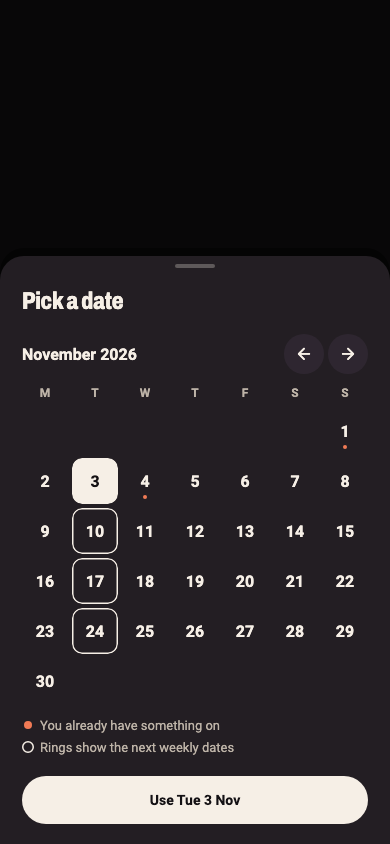 Pick a date
November 2026
M T W T F S S
1
2 3 4 5 6 7 8
9 10 11 12 13 14 15
16 17 18 19 20 21 22
23 24 25 26 27 28 29
30
You already have something on
Rings show the next weekly dates
Use Tue 3 Nov